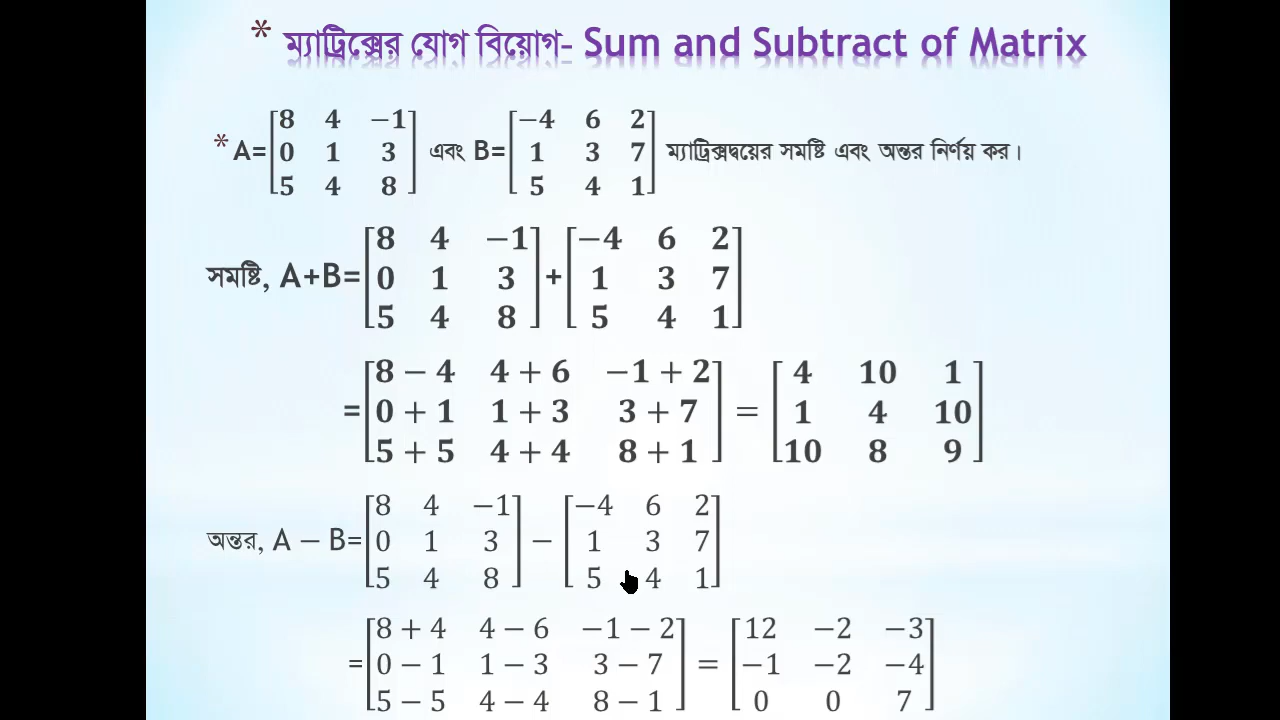 * ম্যাট্রিক্সের যোগ বিয়োগ- Sum and Subtract of Matrix
* A=[8 4 −1; 0 1 3; 5 4 8] এবং B=[−4 6 2; 1 3 7; 5 4 1] ম্যাট্রিক্সদ্বয়ের সমষ্টি এবং অন্তর নির্ণয় কর।
সমষ্টি, A+B=[8 4 −1; 0 1 3; 5 4 8]+[−4 6 2; 1 3 7; 5 4 1]
=[8 − 4 4 + 6 −1 + 2; 0 + 1 1 + 3 3 + 7; 5 + 5 4 + 4 8 + 1] = [4 10 1; 1 4 10; 10 8 9]
অন্তর, A − B=[8 4 −1; 0 1 3; 5 4 8] − [−4 6 2; 1 3 7; 5 4 1]
=[8 + 4 4 − 6 −1 − 2; 0 − 1 1 − 3 3 − 7; 5 − 5 4 − 4 8 − 1] = [12 −2 −3; −1 −2 −4; 0 0 7]